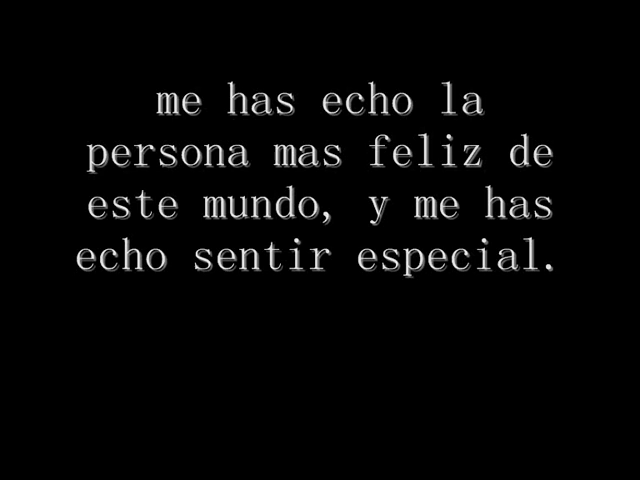 me has echo la
persona mas feliz de
este mundo, y me has
echo sentir especial.